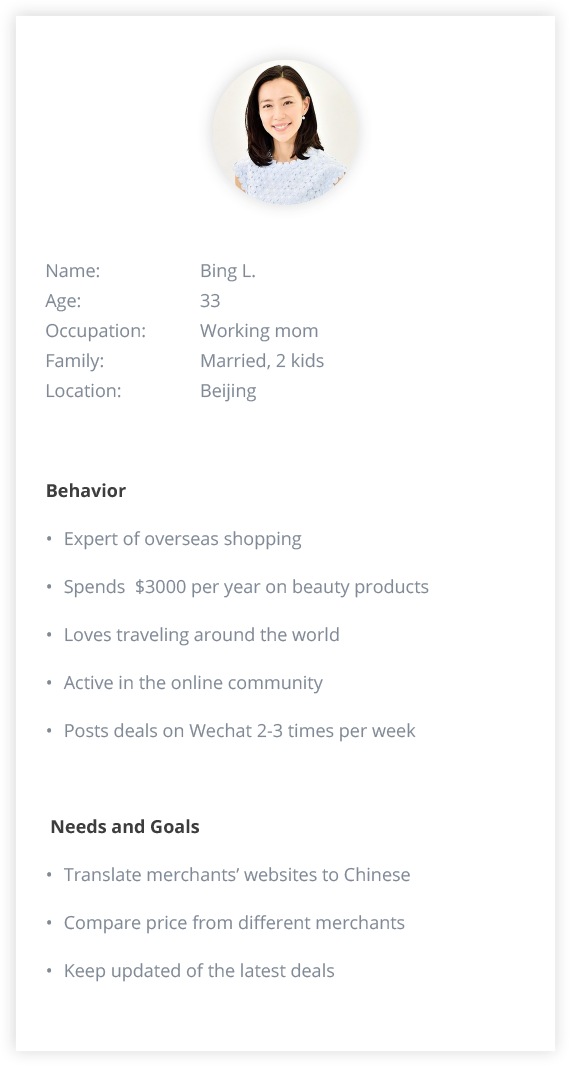 Name: Bing L.
Age: 33
Occupation: Working mom
Family: Married, 2 kids
Location: Beijing
Behavior
• Expert of overseas shopping
• Spends  $3000 per year on beauty products
• Loves traveling around the world
• Active in the online community
• Posts deals on Wechat 2-3 times per week
Needs and Goals
• Translate merchants’ websites to Chinese
• Compare price from different merchants
• Keep updated of the latest deals